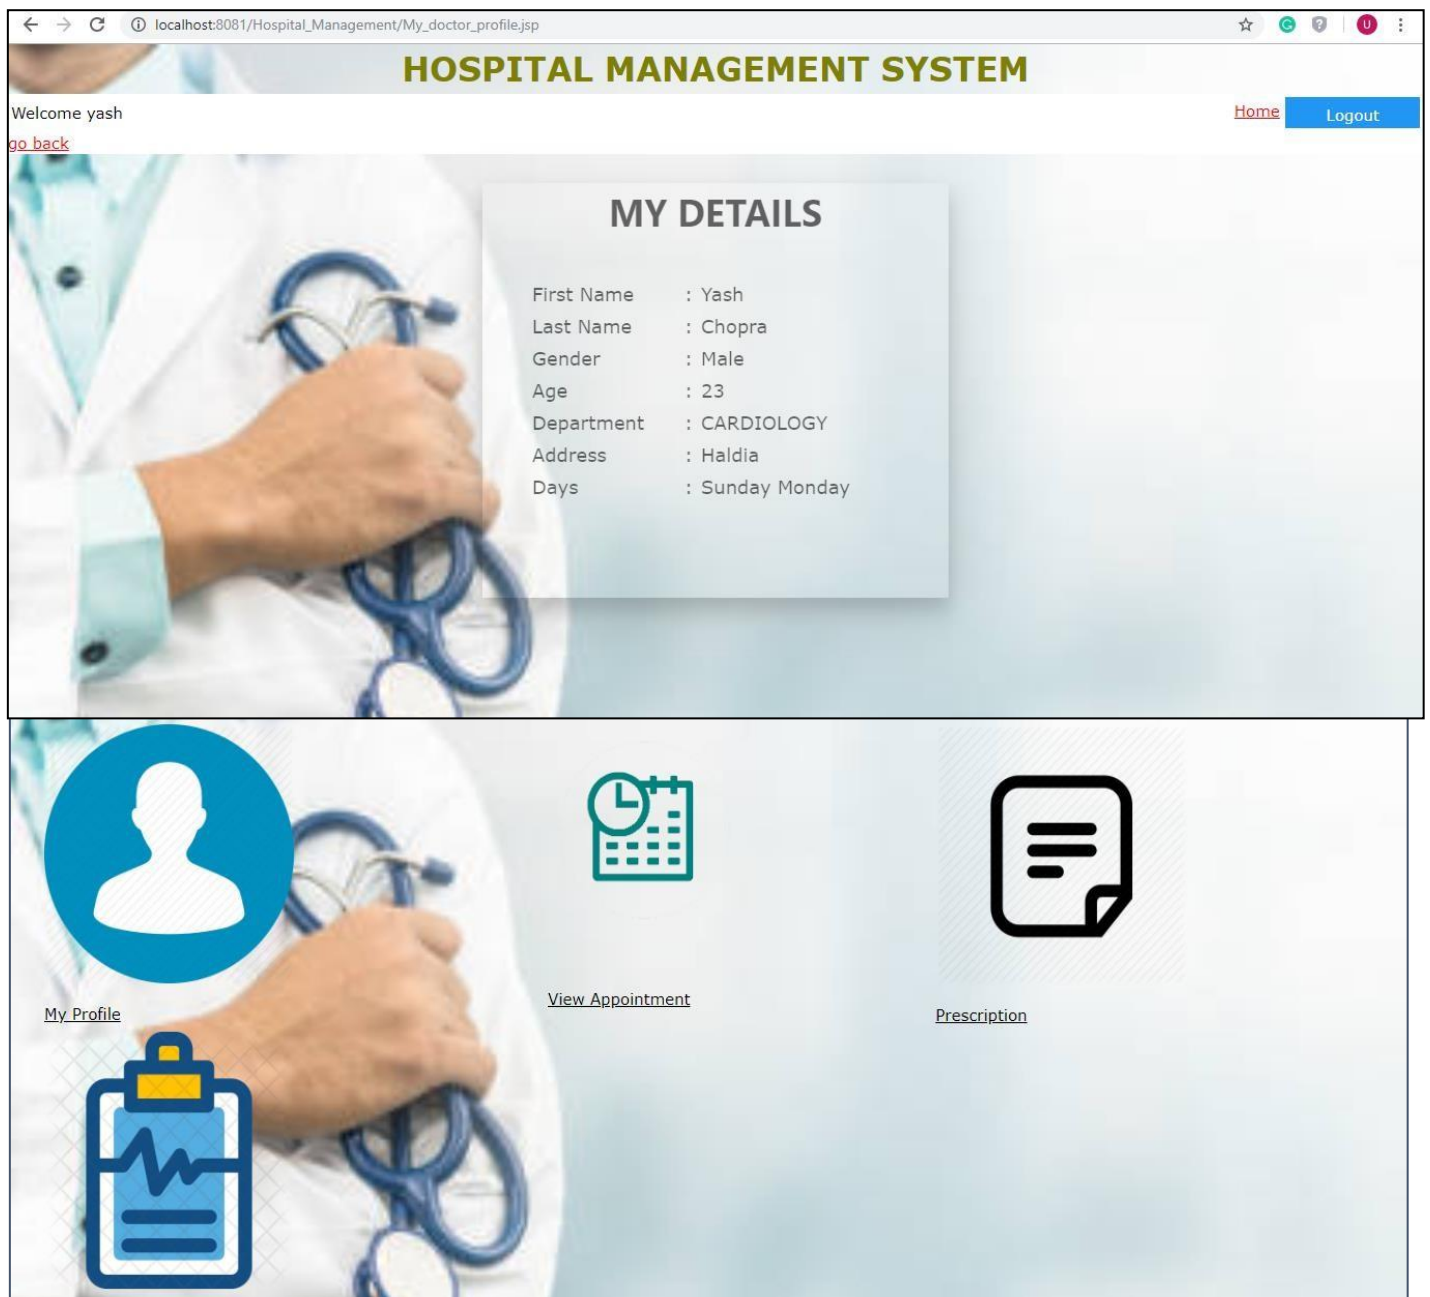 localhost:8081/Hospital_Management/My_doctor_profile.jsp
U
HOSPITAL MANAGEMENT SYSTEM
Welcome yash
Home
Logout
go back
MY DETAILS
First Name : Yash
Last Name : Chopra
Gender : Male
Age : 23
Department : CARDIOLOGY
Address : Haldia
Days : Sunday Monday
My Profile
View Appointment
Prescription